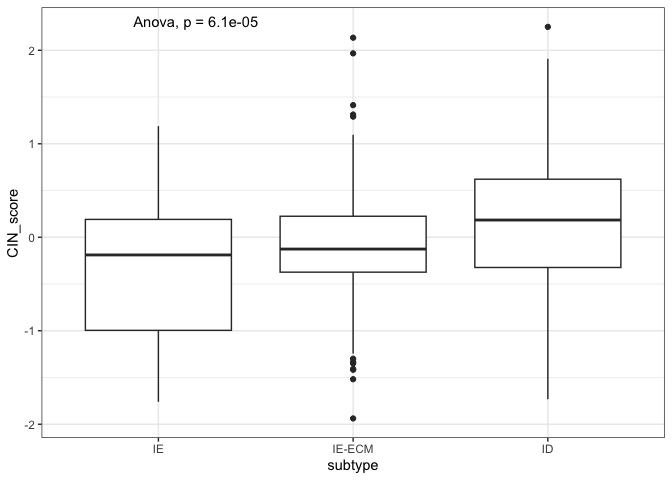 Anova, p = 6.1e-05
2
1
0
-1
-2
CIN_score
IE IE-ECM ID
subtype